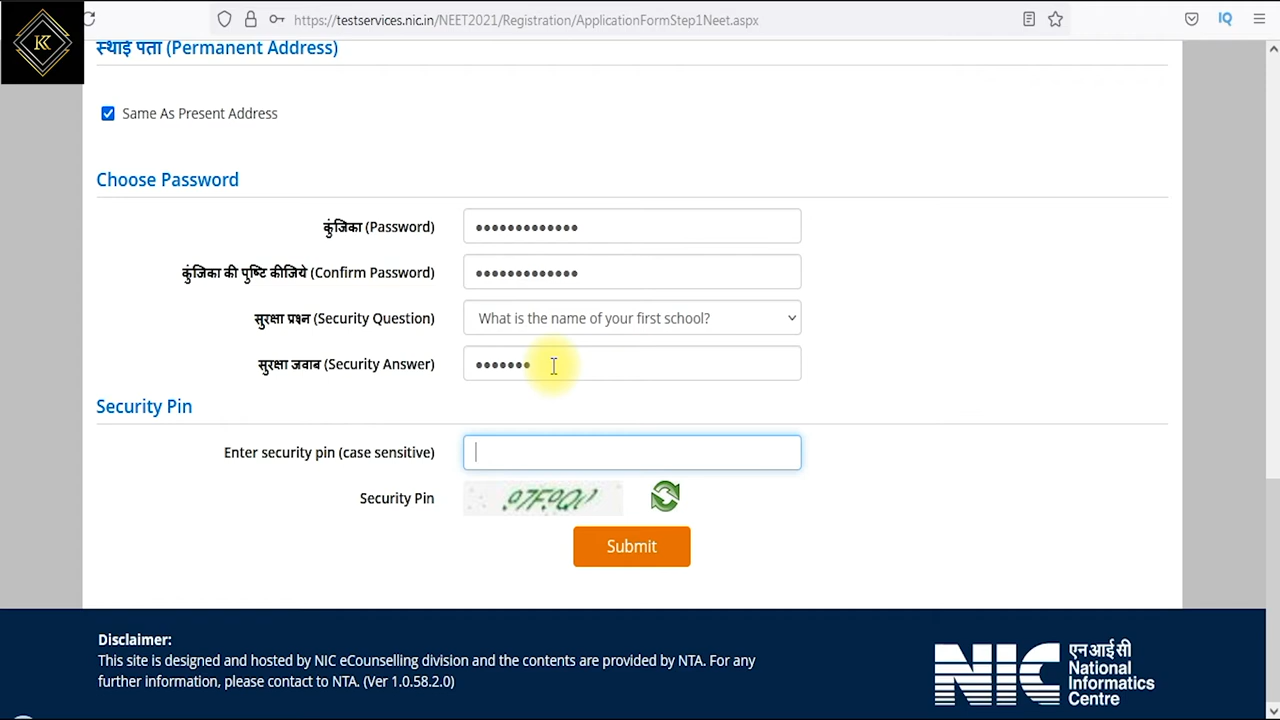 https://testservices.nic.in/NEET2021/Registration/ApplicationFormStep1Neet.aspx
IQ
K
स्थाई पता (Permanent Address)
Same As Present Address
Choose Password
कुंजिका (Password)
कुंजिका की पुष्टि कीजिये (Confirm Password)
सुरक्षा प्रश्न (Security Question) What is the name of your first school?
सुरक्षा जवाब (Security Answer)
Security Pin
Enter security pin (case sensitive)
Security Pin
Submit
Disclaimer:
This site is designed and hosted by NIC eCounselling division and the contents are provided by NTA. For any
further information, please contact to NTA. (Ver 1.0.58.2.0)
NIC
एन आई सी
National
Informatics
Centre